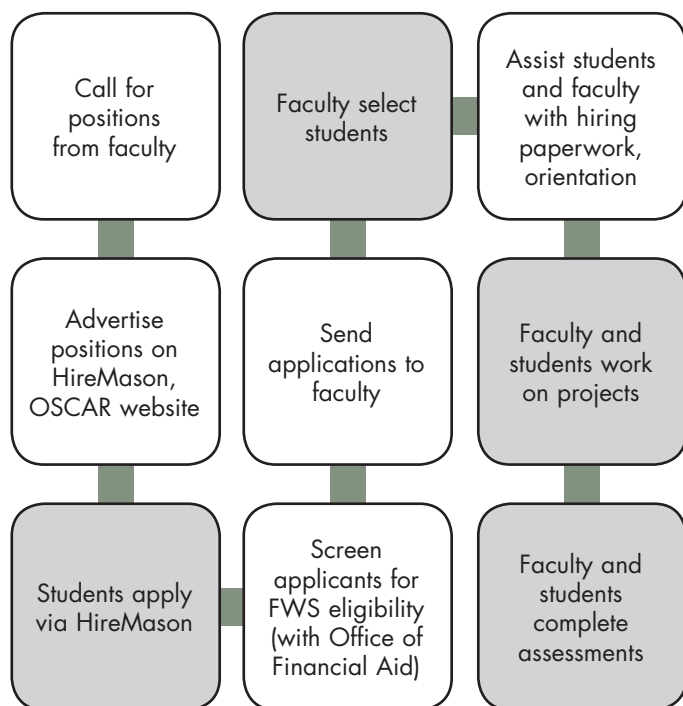 Call for
positions
from faculty
Advertise
positions on
HireMason,
OSCAR website
Students apply
via HireMason
Screen
applicants for
FWS eligibility
(with Office of
Financial Aid)
Send
applications to
faculty
Faculty select
students
Assist students
and faculty
with hiring
paperwork,
orientation
Faculty and
students work
on projects
Faculty and
students
complete
assessments